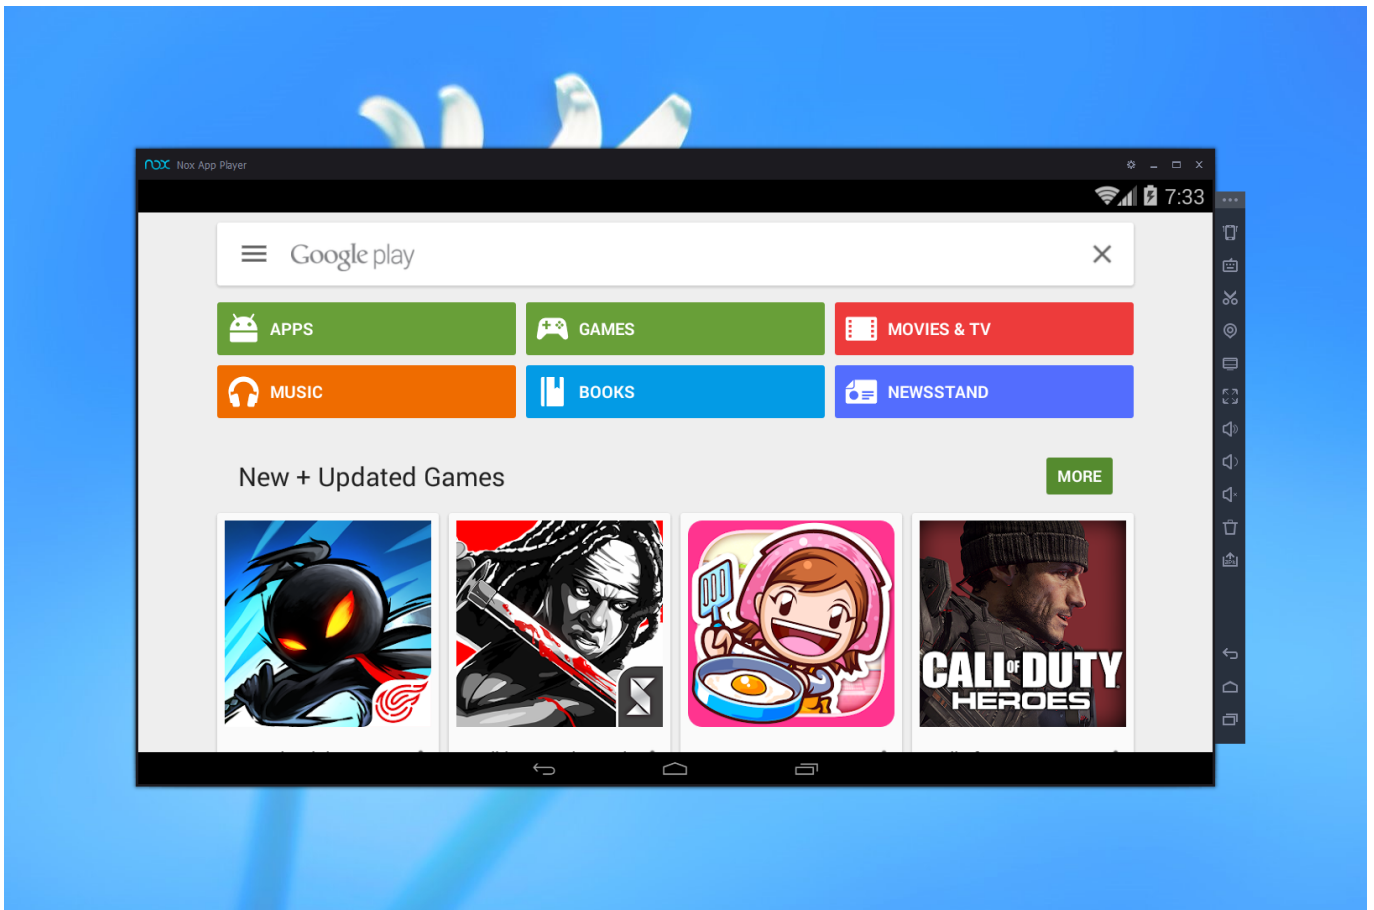 nox Nox App Player
7:33
Google play
APPS
GAMES
MOVIES & TV
MUSIC
BOOKS
NEWSSTAND
New + Updated Games
MORE
CALL OF DUTY
HEROES